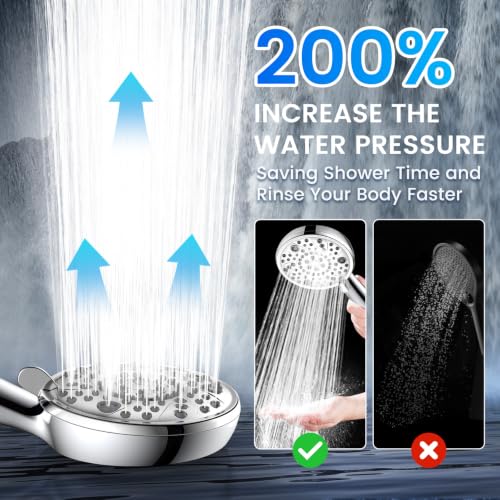 200%
INCREASE THE
WATER PRESSURE
Saving Shower Time and
Rinse Your Body Faster